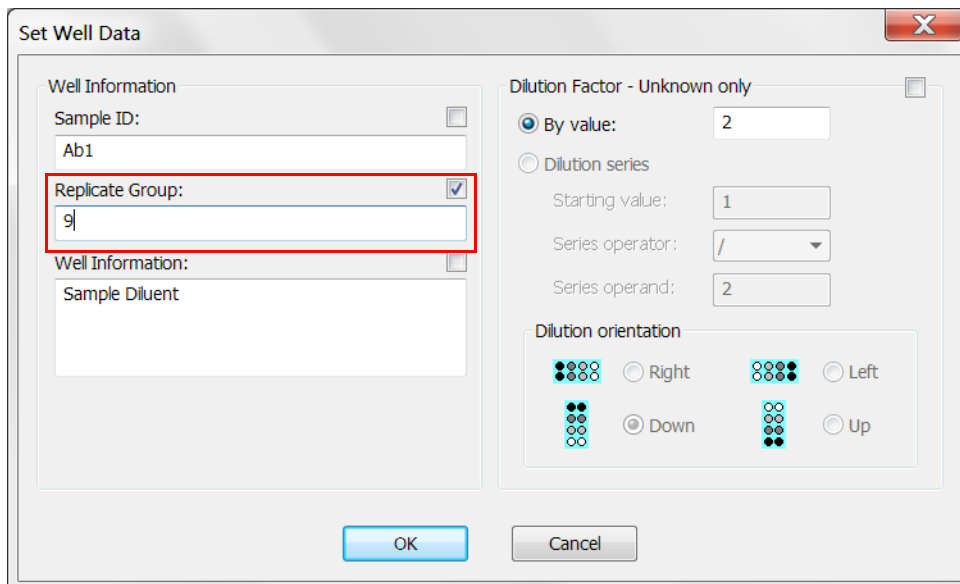 Set Well Data
Well Information
Sample ID:
Ab1
Replicate Group:
9
Well Information:
Sample Diluent
Dilution Factor - Unknown only
By value:
2
Dilution series
Starting value:
1
Series operator:
/
Series operand:
2
Dilution orientation
Right
Left
Down
Up
OK
Cancel